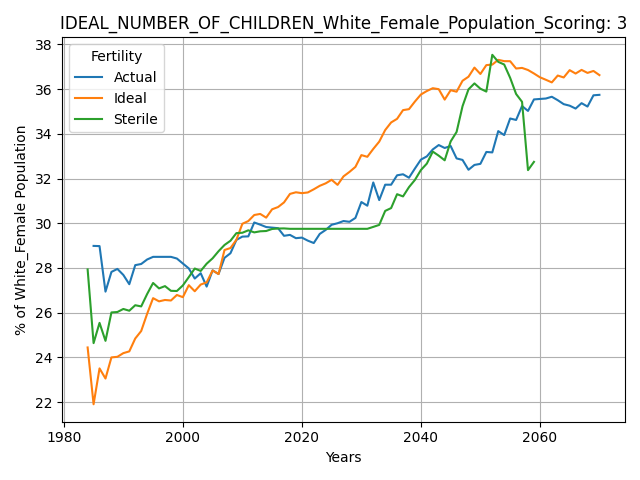 IDEAL_NUMBER_OF_CHILDREN_White_Female_Population_Scoring: 3
Fertility
Actual
Ideal
Sterile
% of White_Female Population
38
36
34
32
30
28
26
24
22
1980
2000
2020
2040
2060
Years